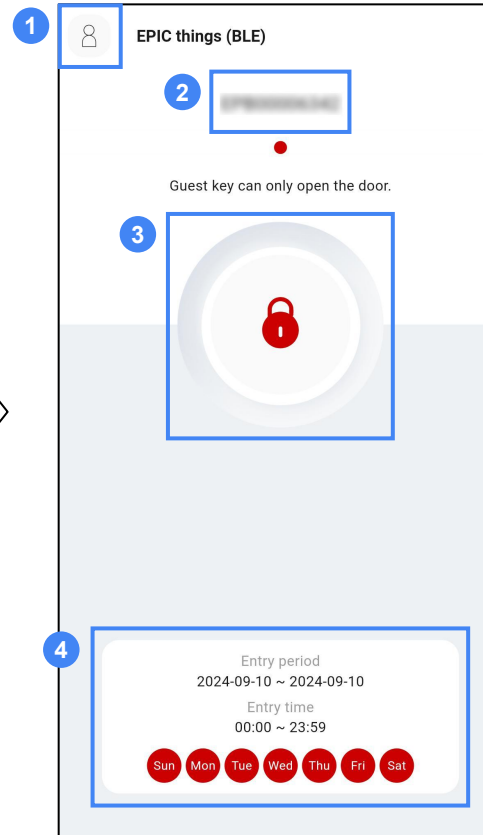 1
EPIC things (BLE)
2
Guest key can only open the door.
3
4
Entry period
2024-09-10 ~ 2024-09-10
Entry time
00:00 ~ 23:59
Sun Mon Tue Wed Thu Fri Sat